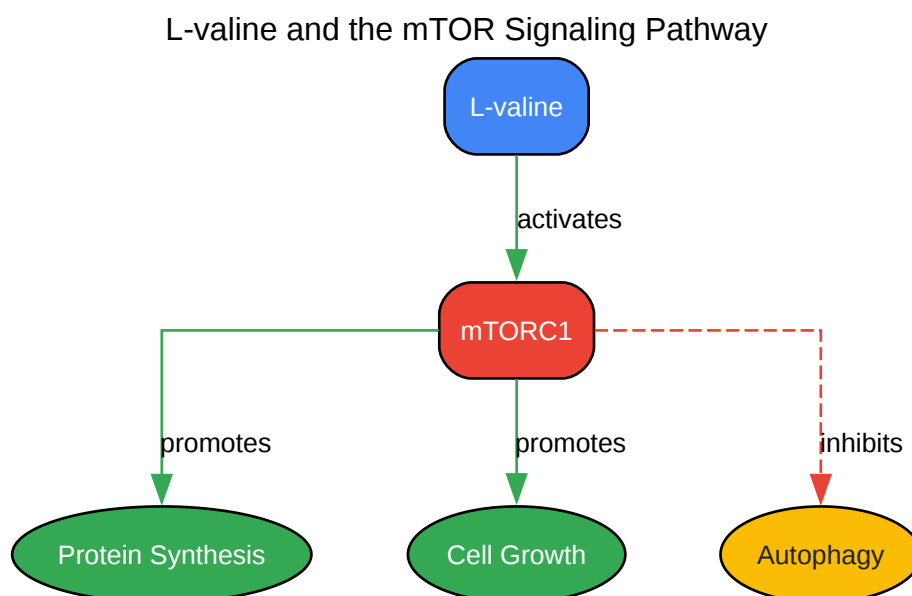 L-valine and the mTOR Signaling Pathway
L-valine
activates
mTORC1
promotes
promotes
inhibits
Protein Synthesis
Cell Growth
Autophagy